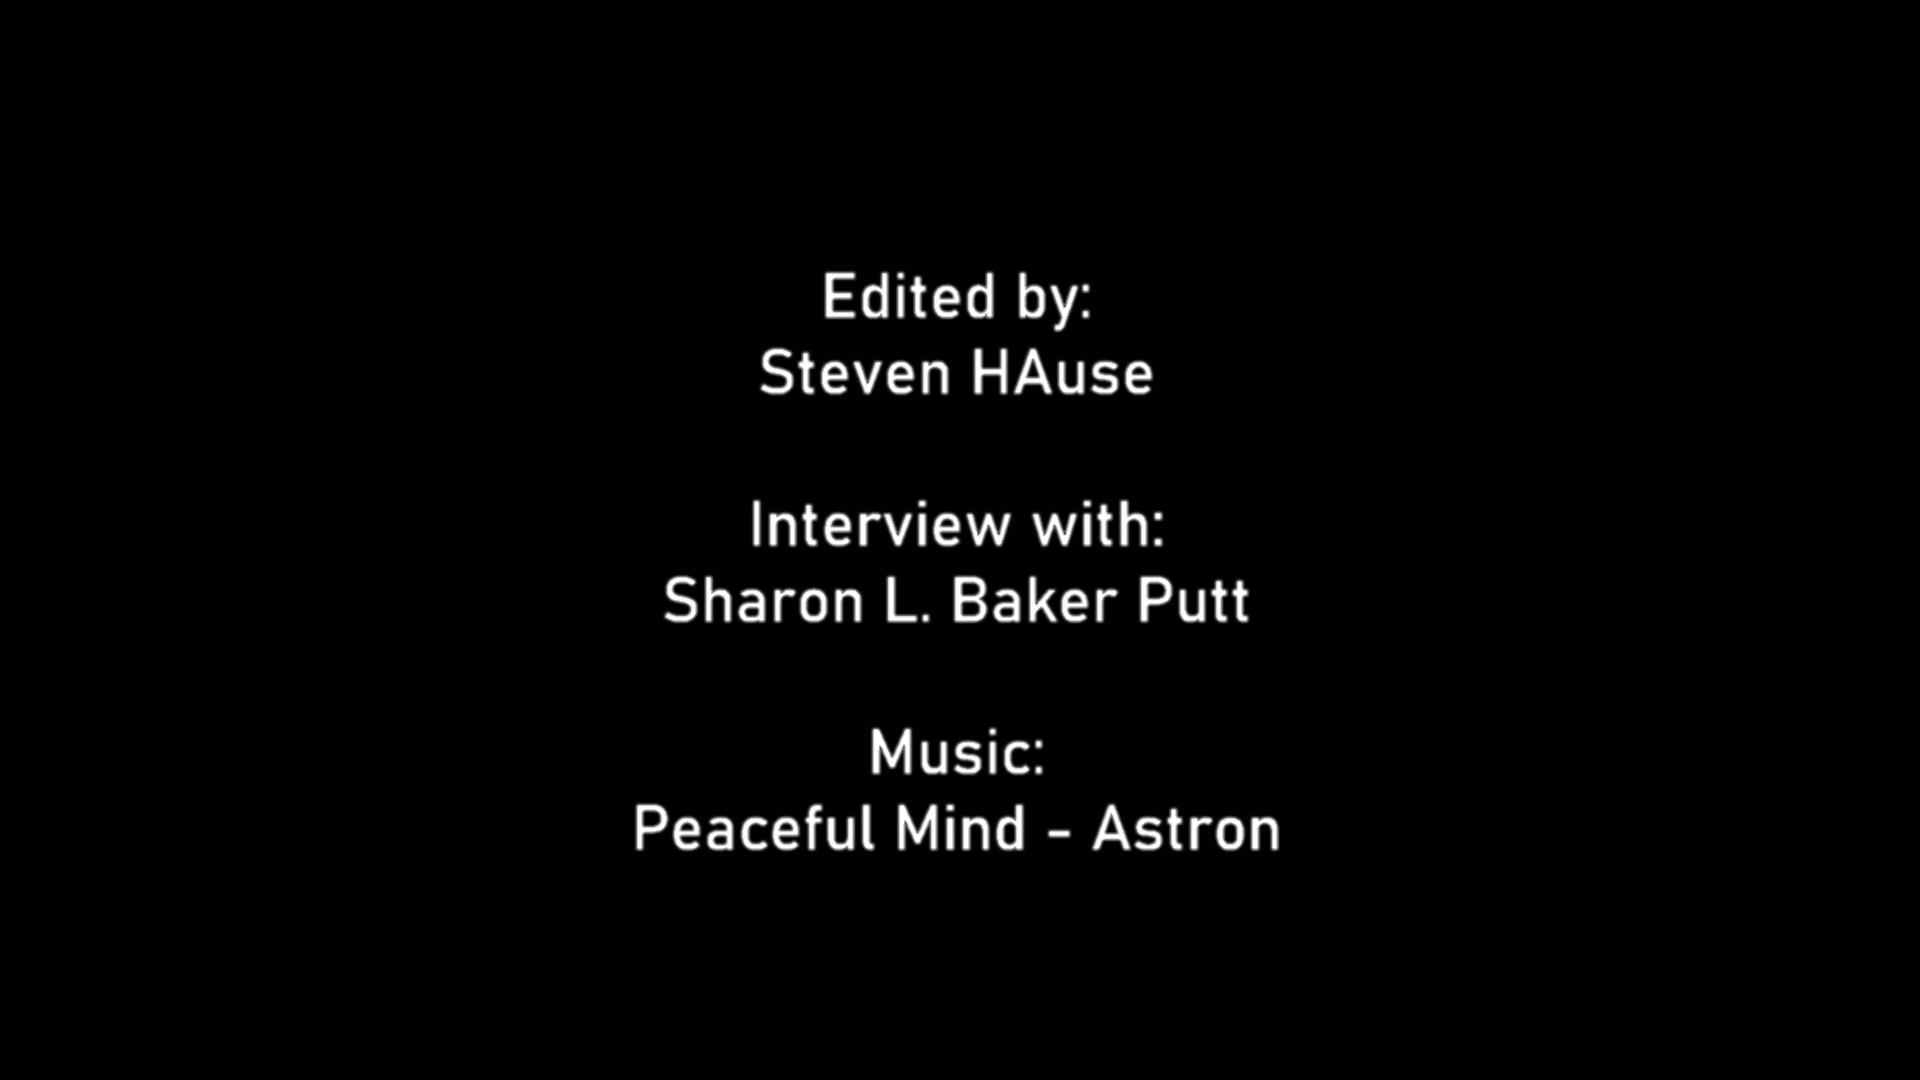 Edited by:
Steven HAuse
Interview with:
Sharon L. Baker Putt
Music:
Peaceful Mind - Astron